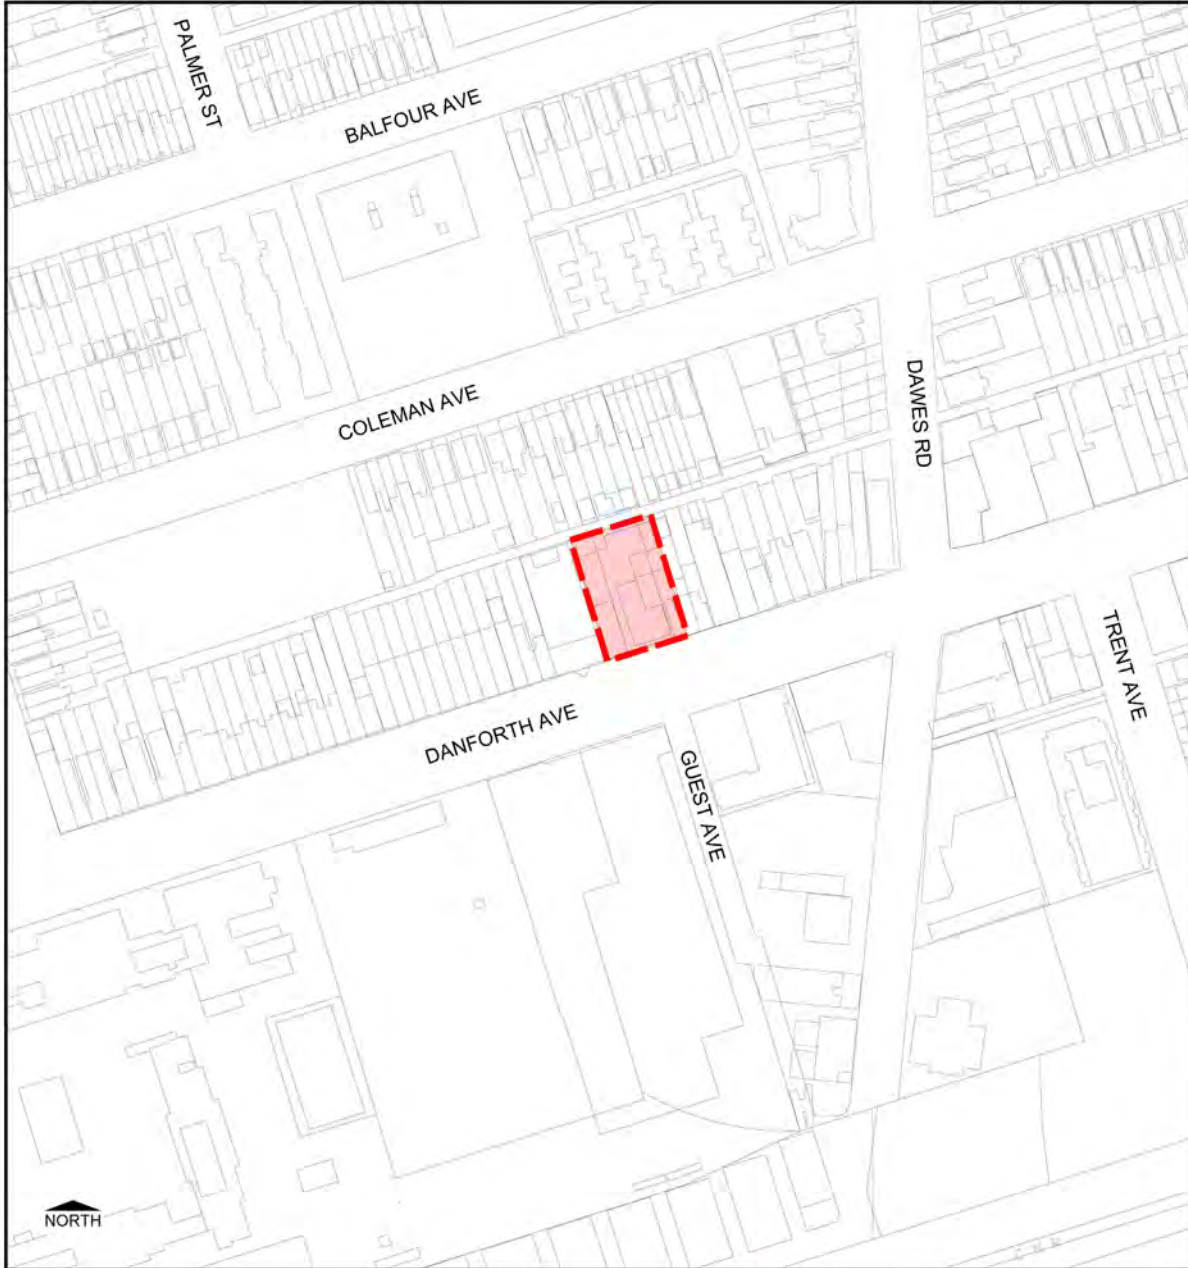 PALMER ST
BALFOUR AVE
COLEMAN AVE
DAWES RD
DANFORTH AVE
GUEST AVE
TRENT AVE
NORTH